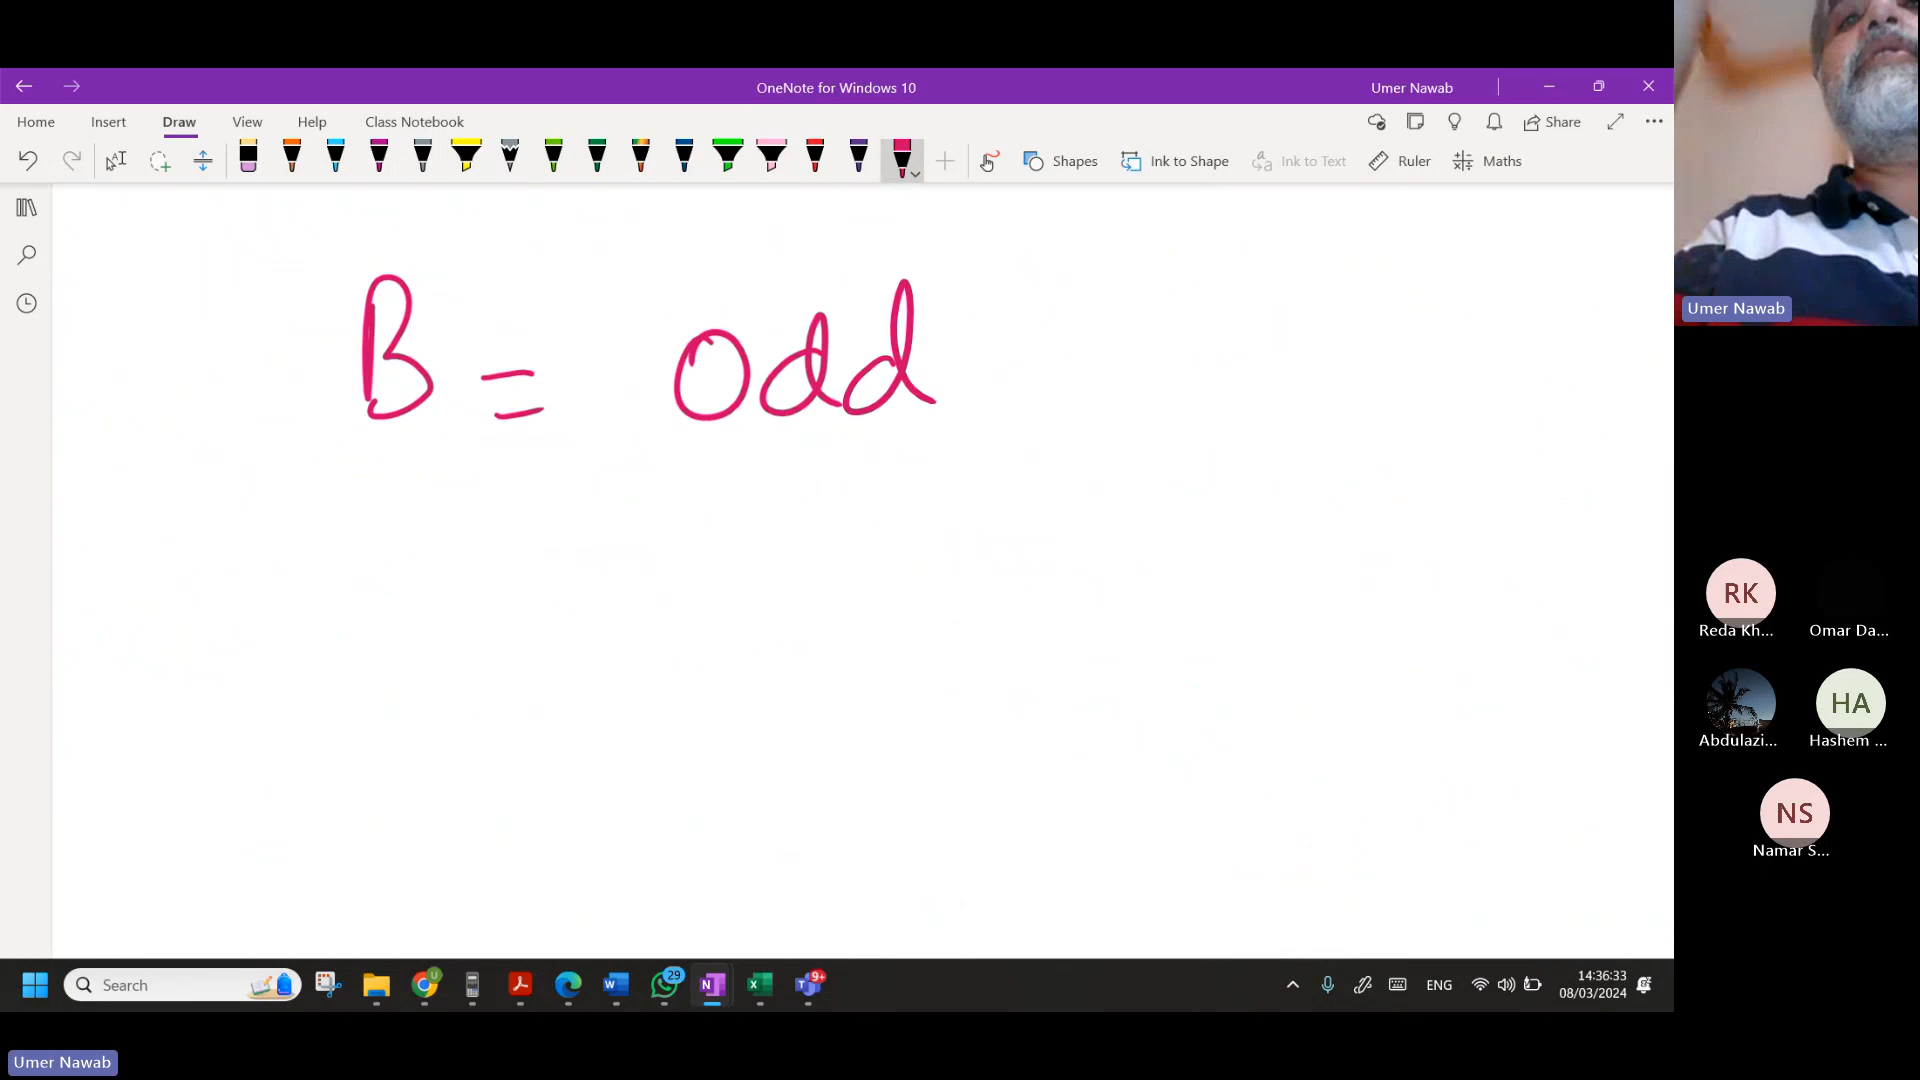 OneNote for Windows 10
Umer Nawab
Home Insert Draw View Help Class Notebook
Share
Shapes Ink to Shape Ink to Text Ruler Maths
B = odd
Umer Nawab
RK
Reda Kh...
Omar Da...
Abdulazi...
HA
Hashem ...
NS
Namar S...
Search
U
29
9+
ENG
14:36:33
08/03/2024
Umer Nawab